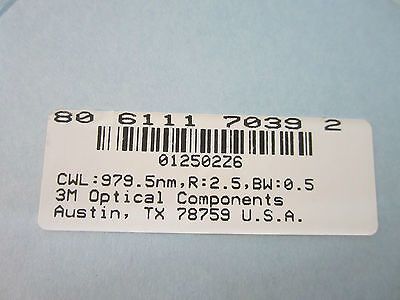 80 6111 7039 2
012502Z6
CWL:979.5nm,R:2.5,BW:0.5
3M Optical Components
Austin, TX 78759 U.S.A.